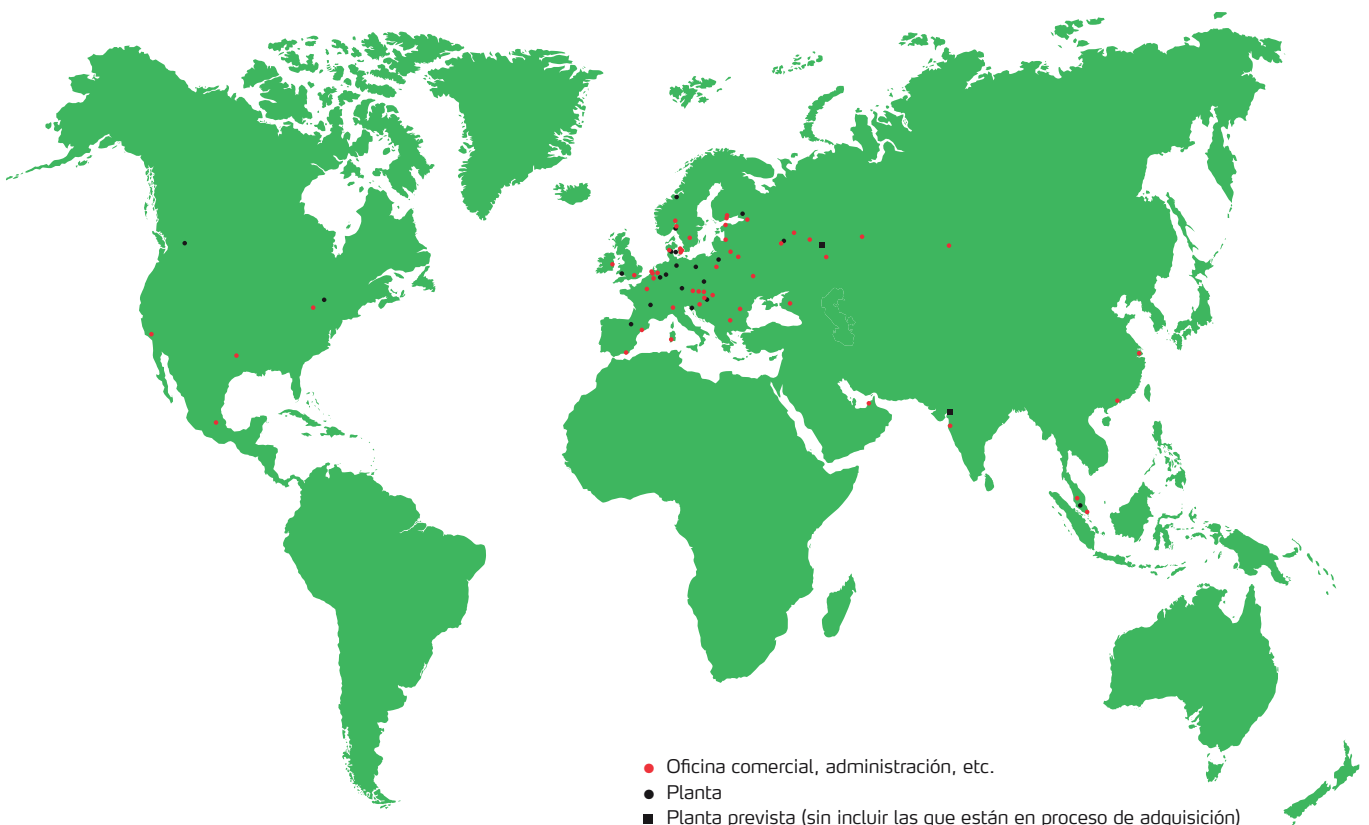 Oficina comercial, administración, etc.
Planta
Planta prevista (sin incluir las que están en proceso de adquisición)